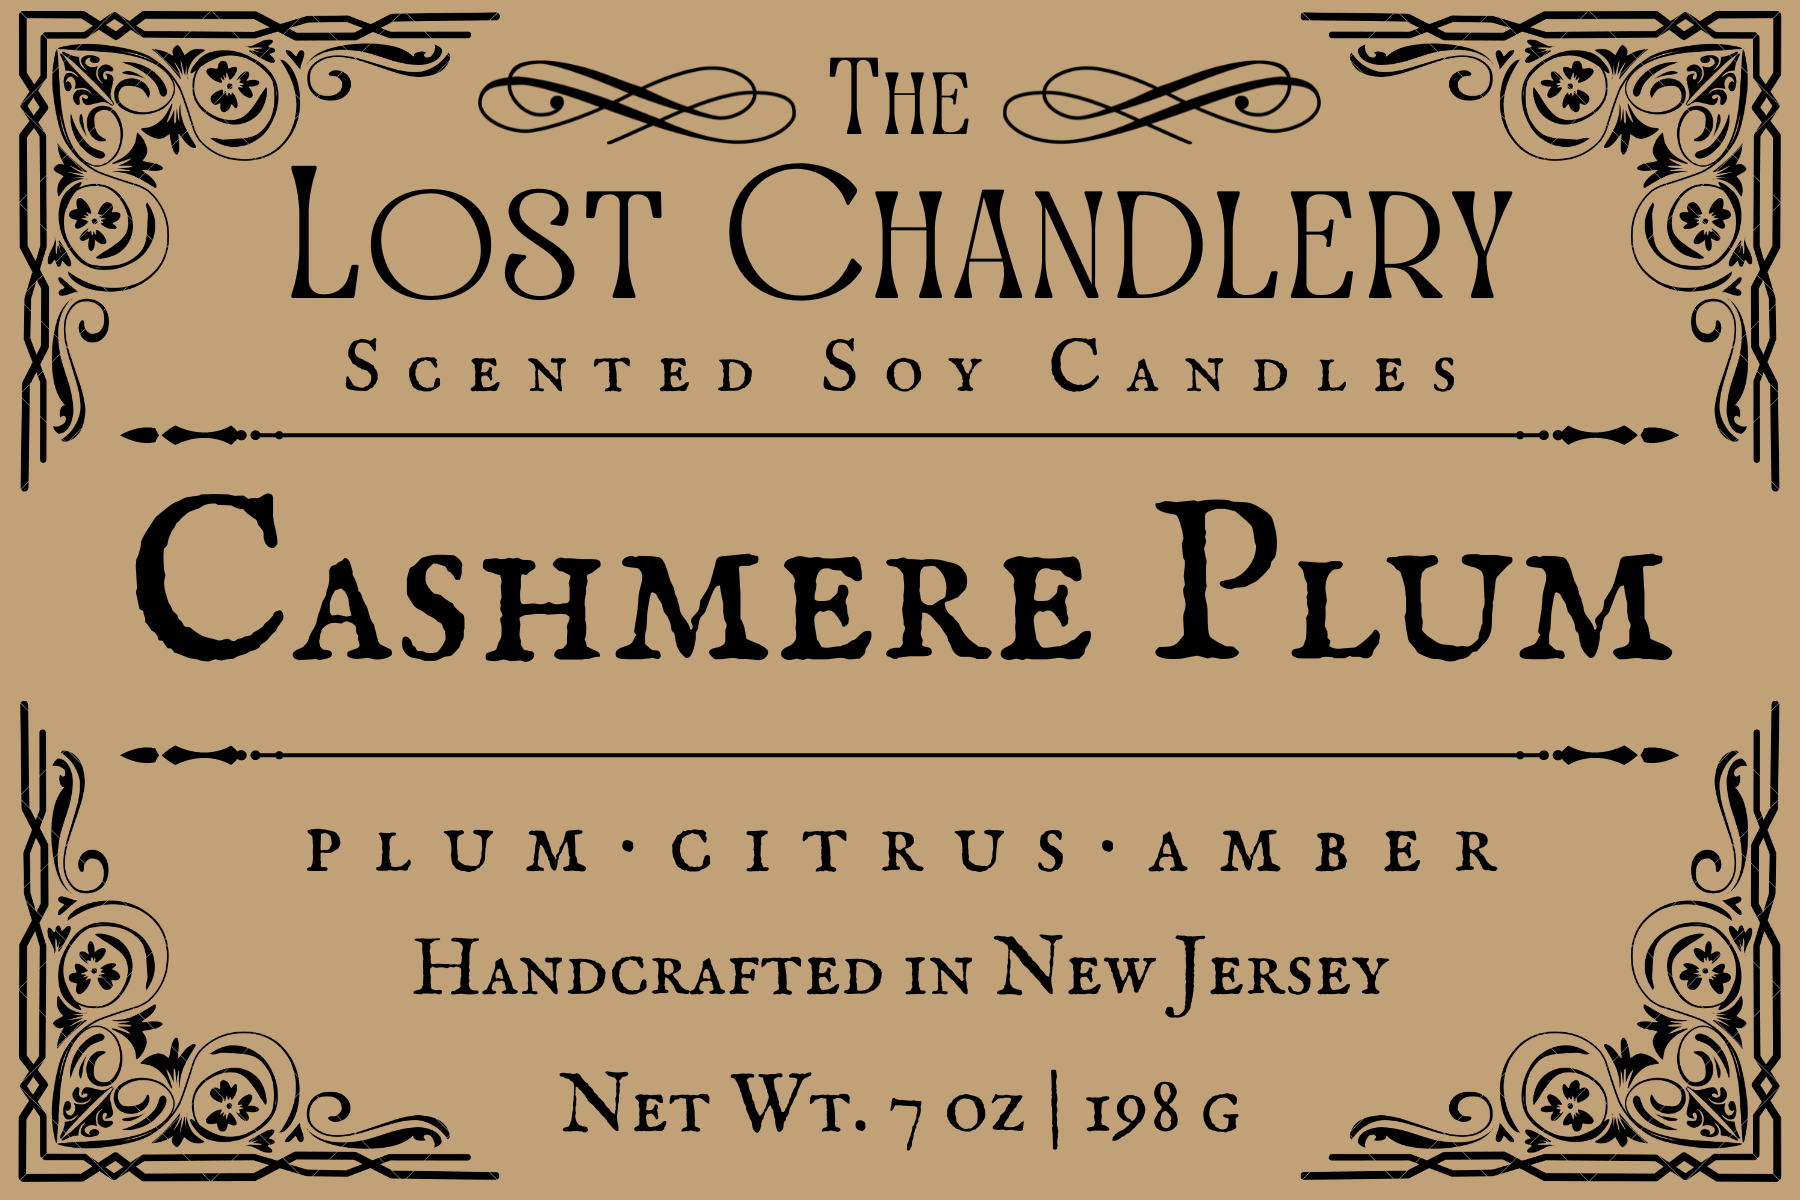 The
Lost Chandlery
Scented Soy Candles
Cashmere Plum
PLUM·CITRUS·AMBER
Handcrafted in New Jersey
Net Wt. 7 oz | 198 g